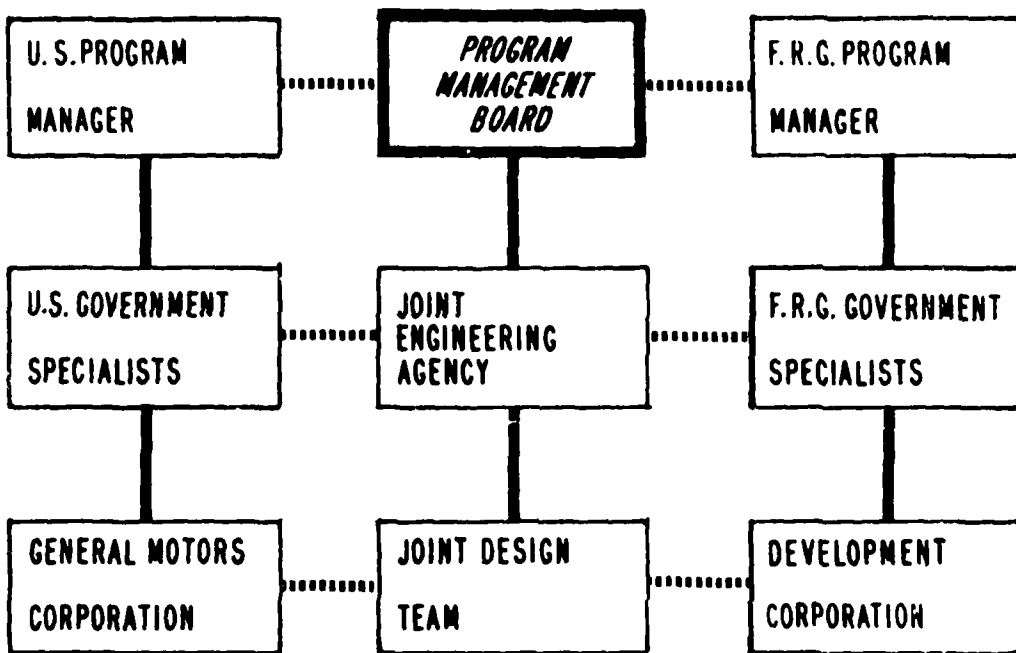 U.S. PROGRAM
MANAGER
PROGRAM
MANAGEMENT
BOARD
F.R.G. PROGRAM
MANAGER
U.S. GOVERNMENT
SPECIALISTS
JOINT
ENGINEERING
AGENCY
F.R.G. GOVERNMENT
SPECIALISTS
GENERAL MOTORS
CORPORATION
JOINT DESIGN
TEAM
DEVELOPMENT
CORPORATION